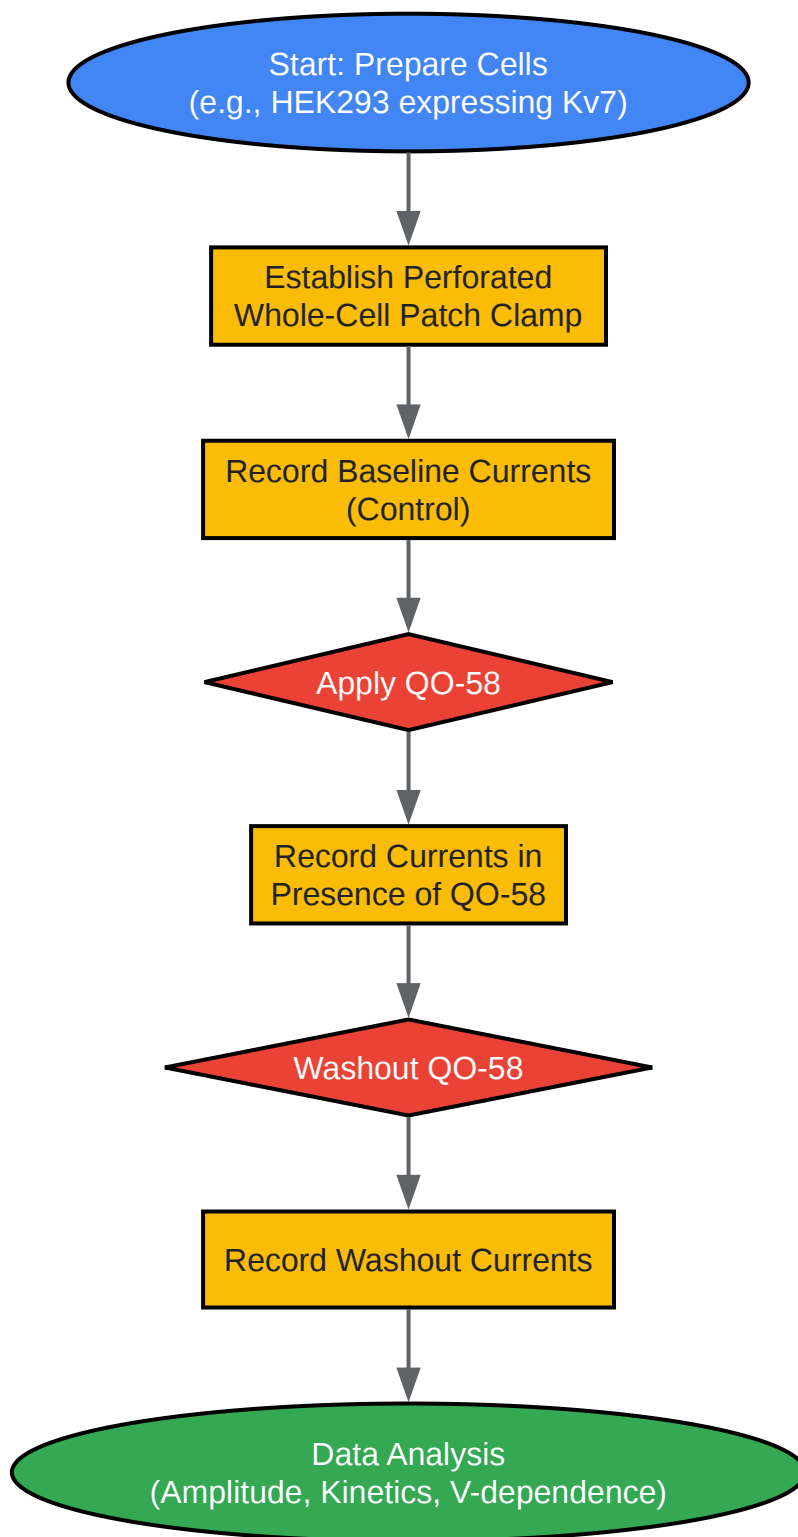 Start: Prepare Cells
(e.g., HEK293 expressing Kv7)
Establish Perforated
Whole-Cell Patch Clamp
Record Baseline Currents
(Control)
Apply QO-58
Record Currents in
Presence of QO-58
Washout QO-58
Record Washout Currents
Data Analysis
(Amplitude, Kinetics, V-dependence)